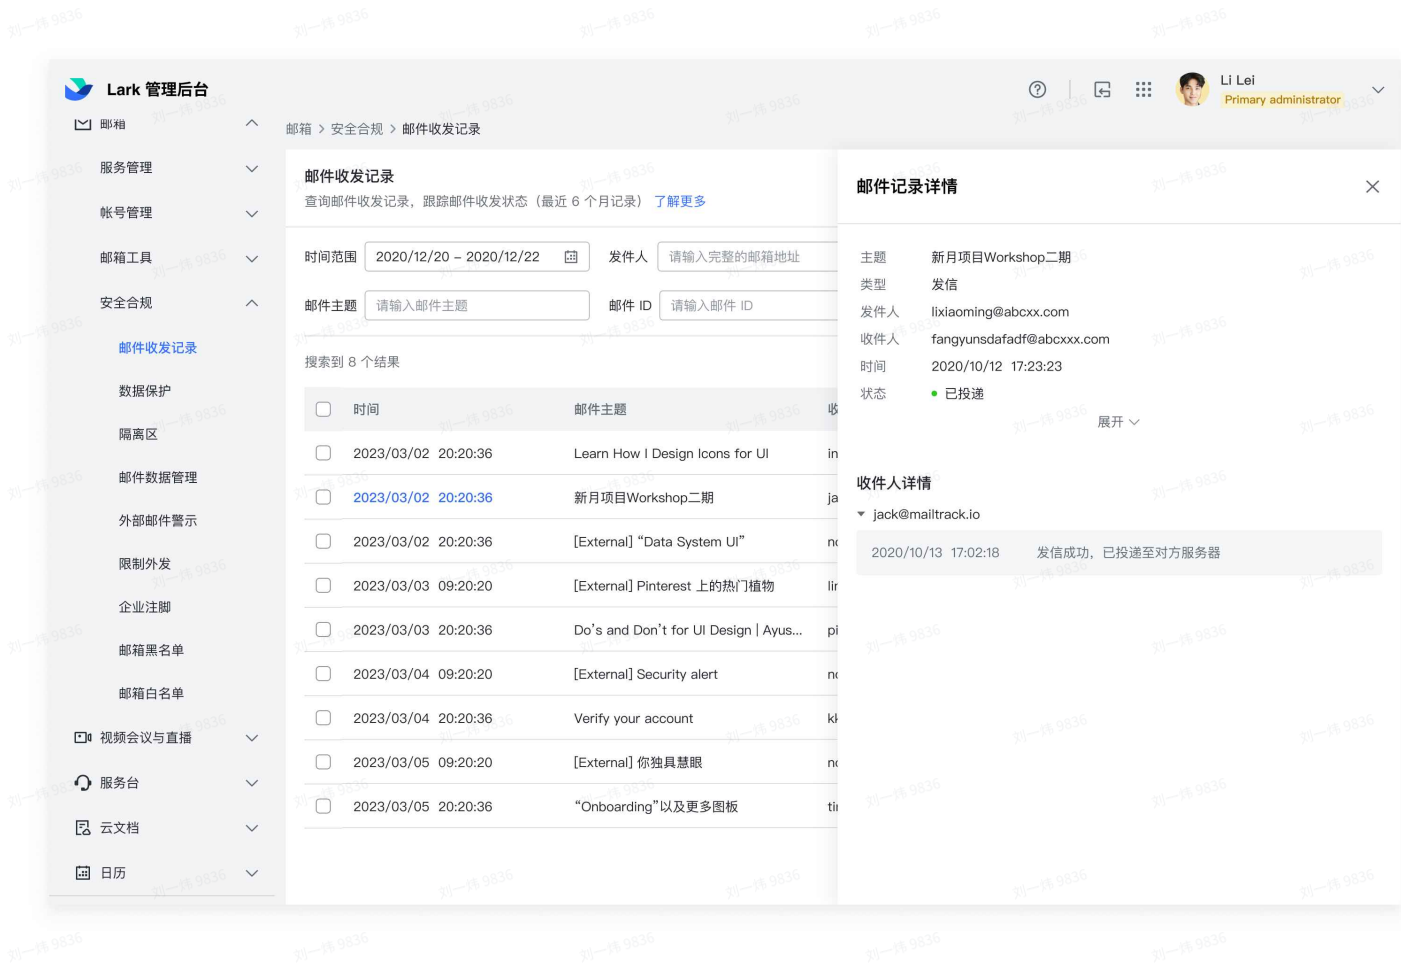 Lark 管理后台
Li Lei
Primary administrator
邮箱
服务管理
帐号管理
邮箱工具
安全合规
邮件收发记录
数据保护
隔离区
邮件数据管理
外部邮件警示
限制外发
企业注脚
邮箱黑名单
邮箱白名单
视频会议与直播
服务台
云文档
日历
邮箱 > 安全合规 > 邮件收发记录
邮件收发记录
查询邮件收发记录，跟踪邮件收发状态（最近 6 个月记录） 了解更多
时间范围 2020/12/20 – 2020/12/22 发件人 请输入完整的邮箱地址
邮件主题 请输入邮件主题 邮件 ID 请输入邮件 ID
搜索到 8 个结果
时间 邮件主题 收
2023/03/02 20:20:36 Learn How I Design Icons for UI in
2023/03/02 20:20:36 新月项目Workshop二期 ja
2023/03/02 20:20:36 [External] “Data System UI” no
2023/03/03 09:20:20 [External] Pinterest 上的热门植物 lin
2023/03/03 20:20:36 Do’s and Don’t for UI Design | Ayus... pi
2023/03/04 09:20:20 [External] Security alert no
2023/03/04 20:20:36 Verify your account kk
2023/03/05 09:20:20 [External] 你独具慧眼 no
2023/03/05 20:20:36 “Onboarding”以及更多图板 ti
邮件记录详情
主题 新月项目Workshop二期
类型 发信
发件人 lixiaoming@abcxx.com
收件人 fangyunsdafadf@abcxxx.com
时间 2020/10/12 17:23:23
状态 已投递
展开
收件人详情
jack@mailtrack.io
2020/10/13 17:02:18 发信成功，已投递至对方服务器
刘一炜 9836